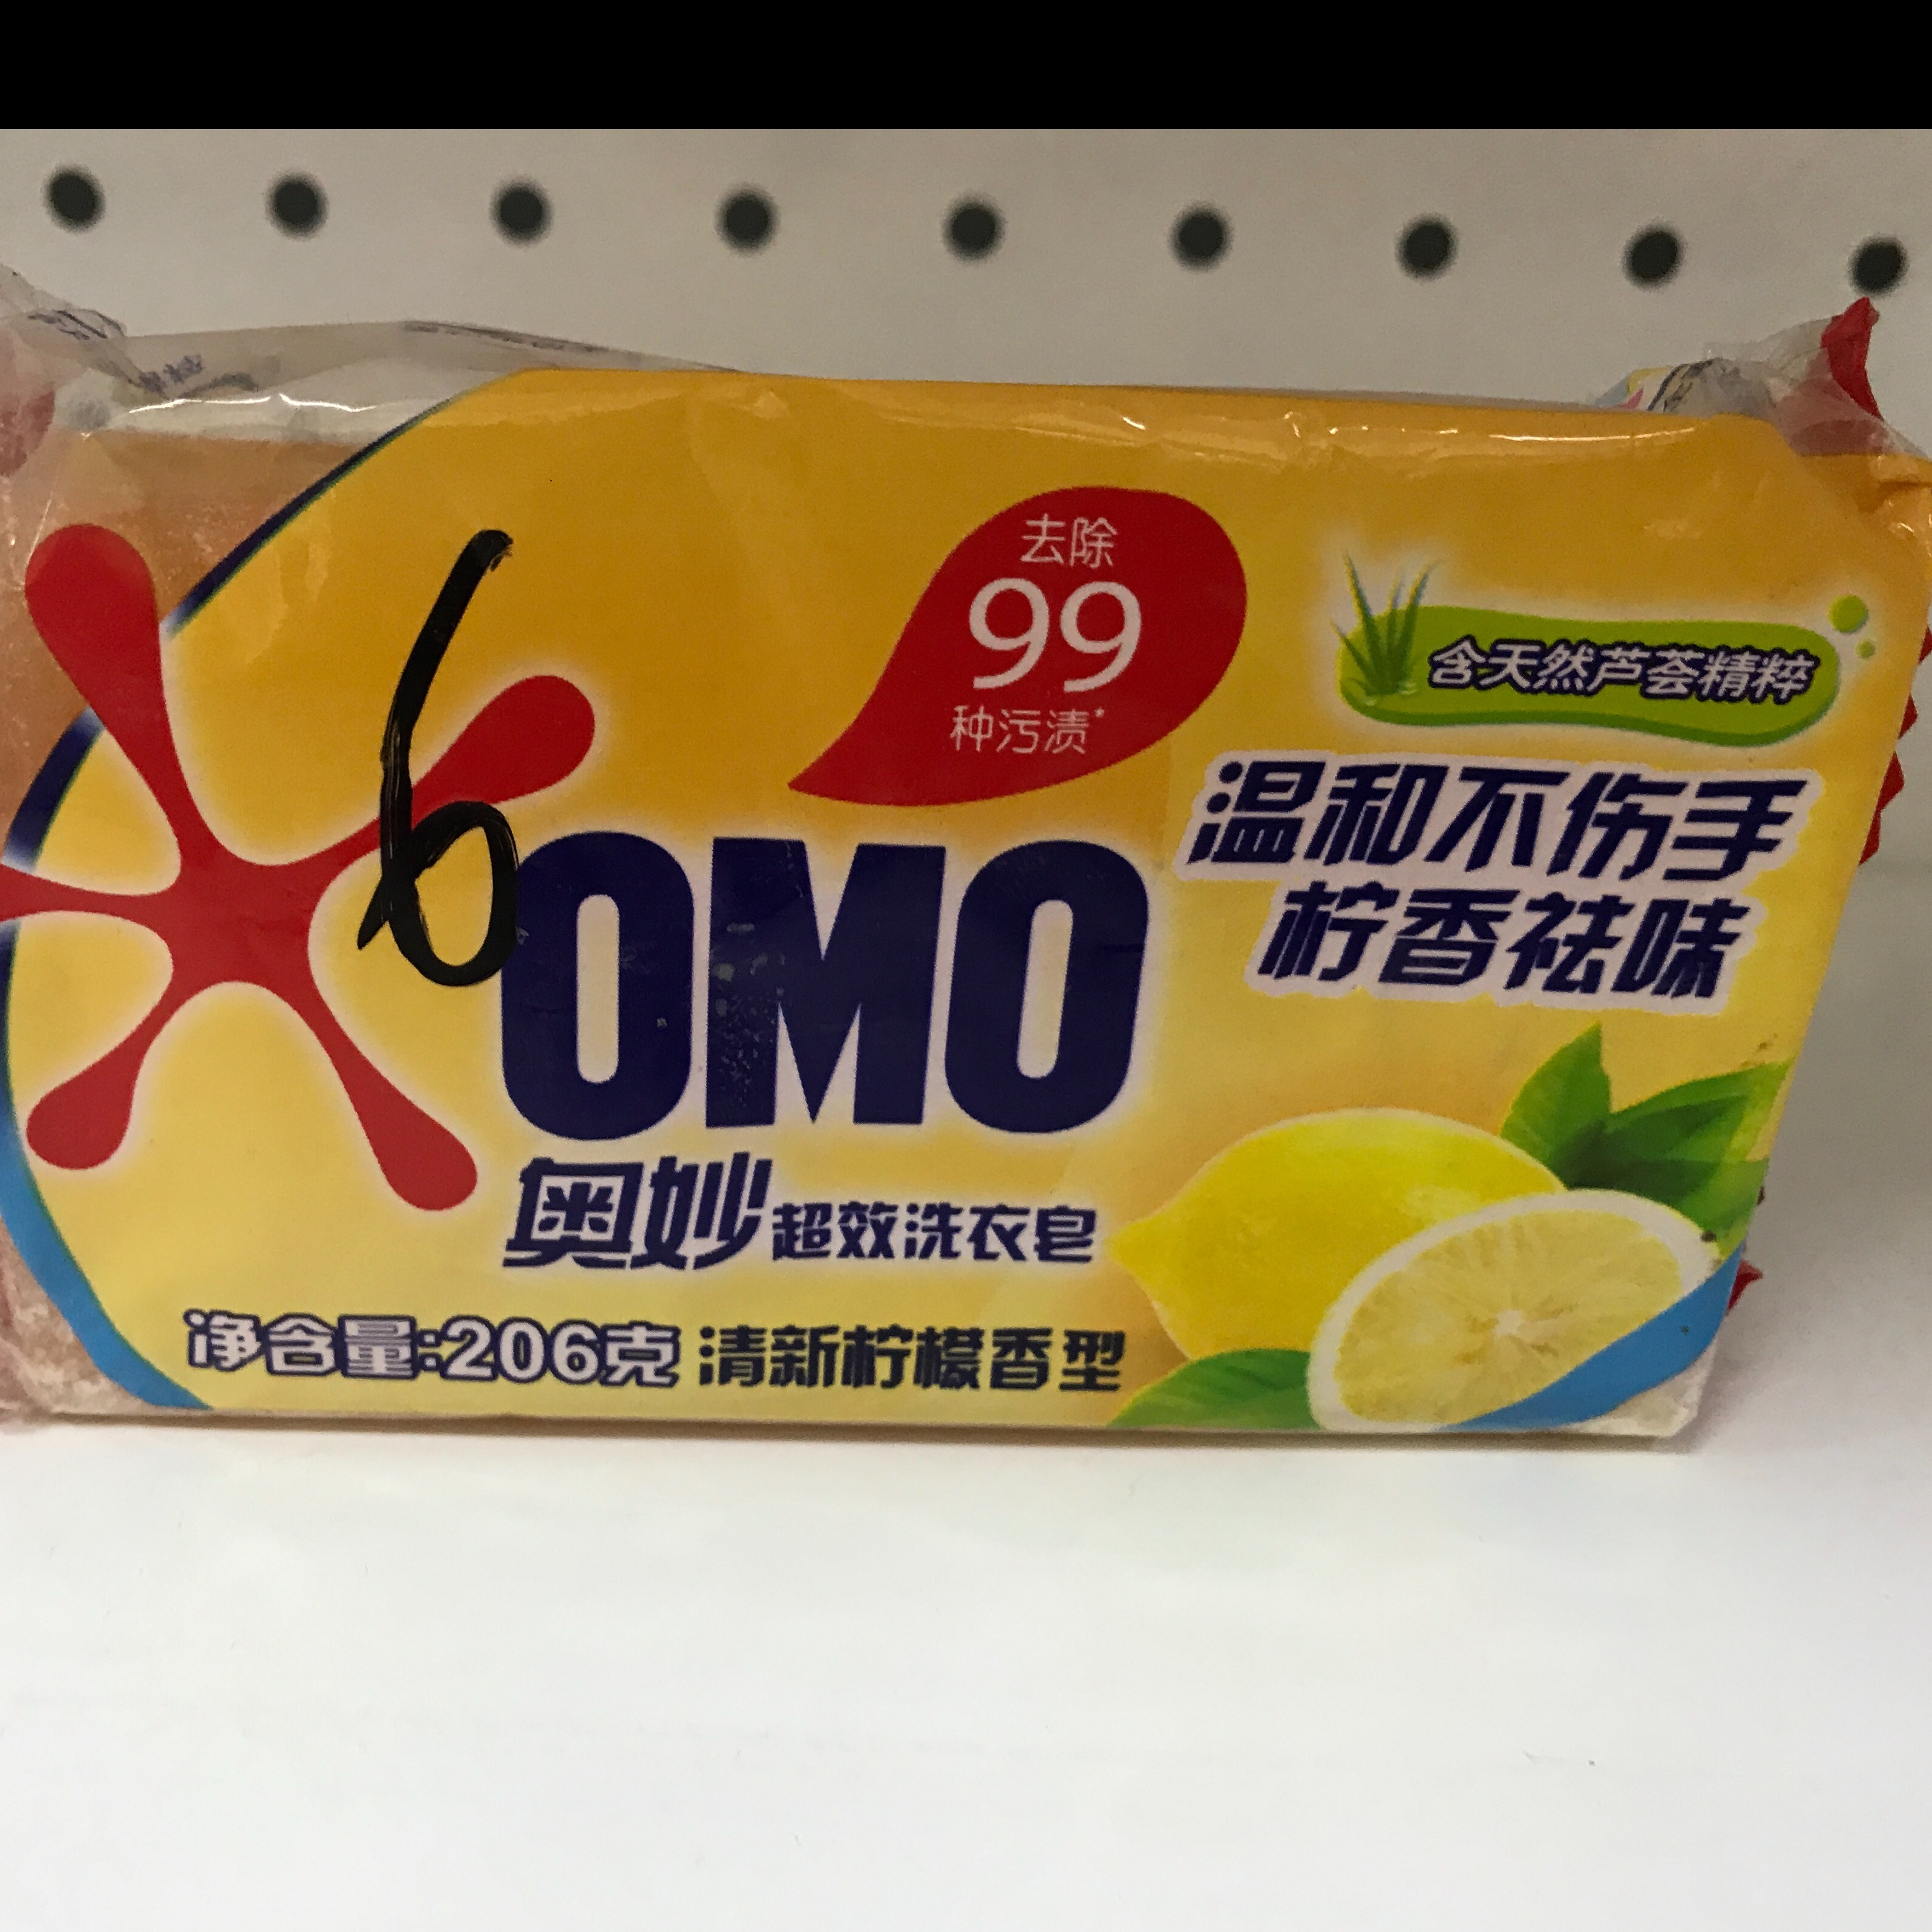 去除
99
种污渍*
含天然芦荟精粹
温和不伤手
柠香祛味
6
OMO
奥妙超效洗衣皂
净含量:206克 清新柠檬香型